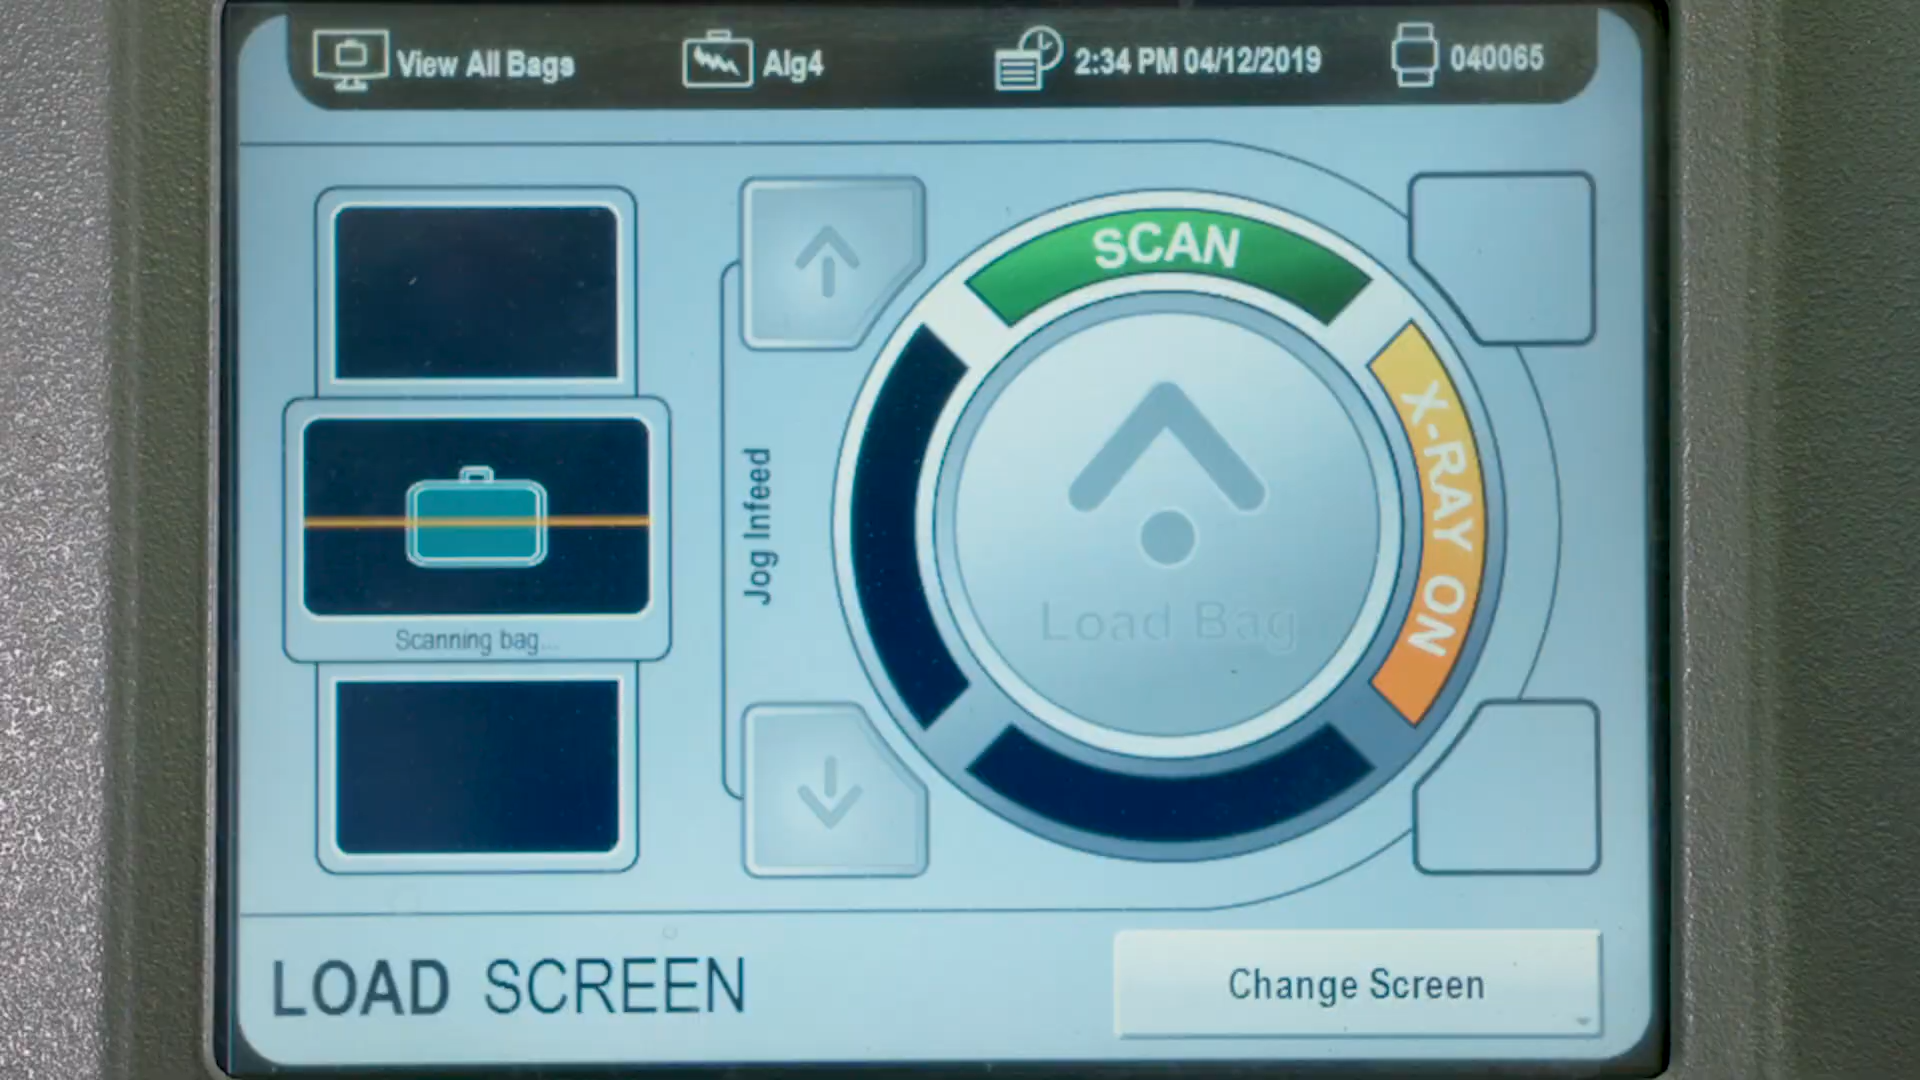 View All Bags
Alg4
2:34 PM 04/12/2019
040065
SCAN
X-RAY ON
Jog Infeed
Load Bag
Scanning bag...
LOAD SCREEN
Change Screen